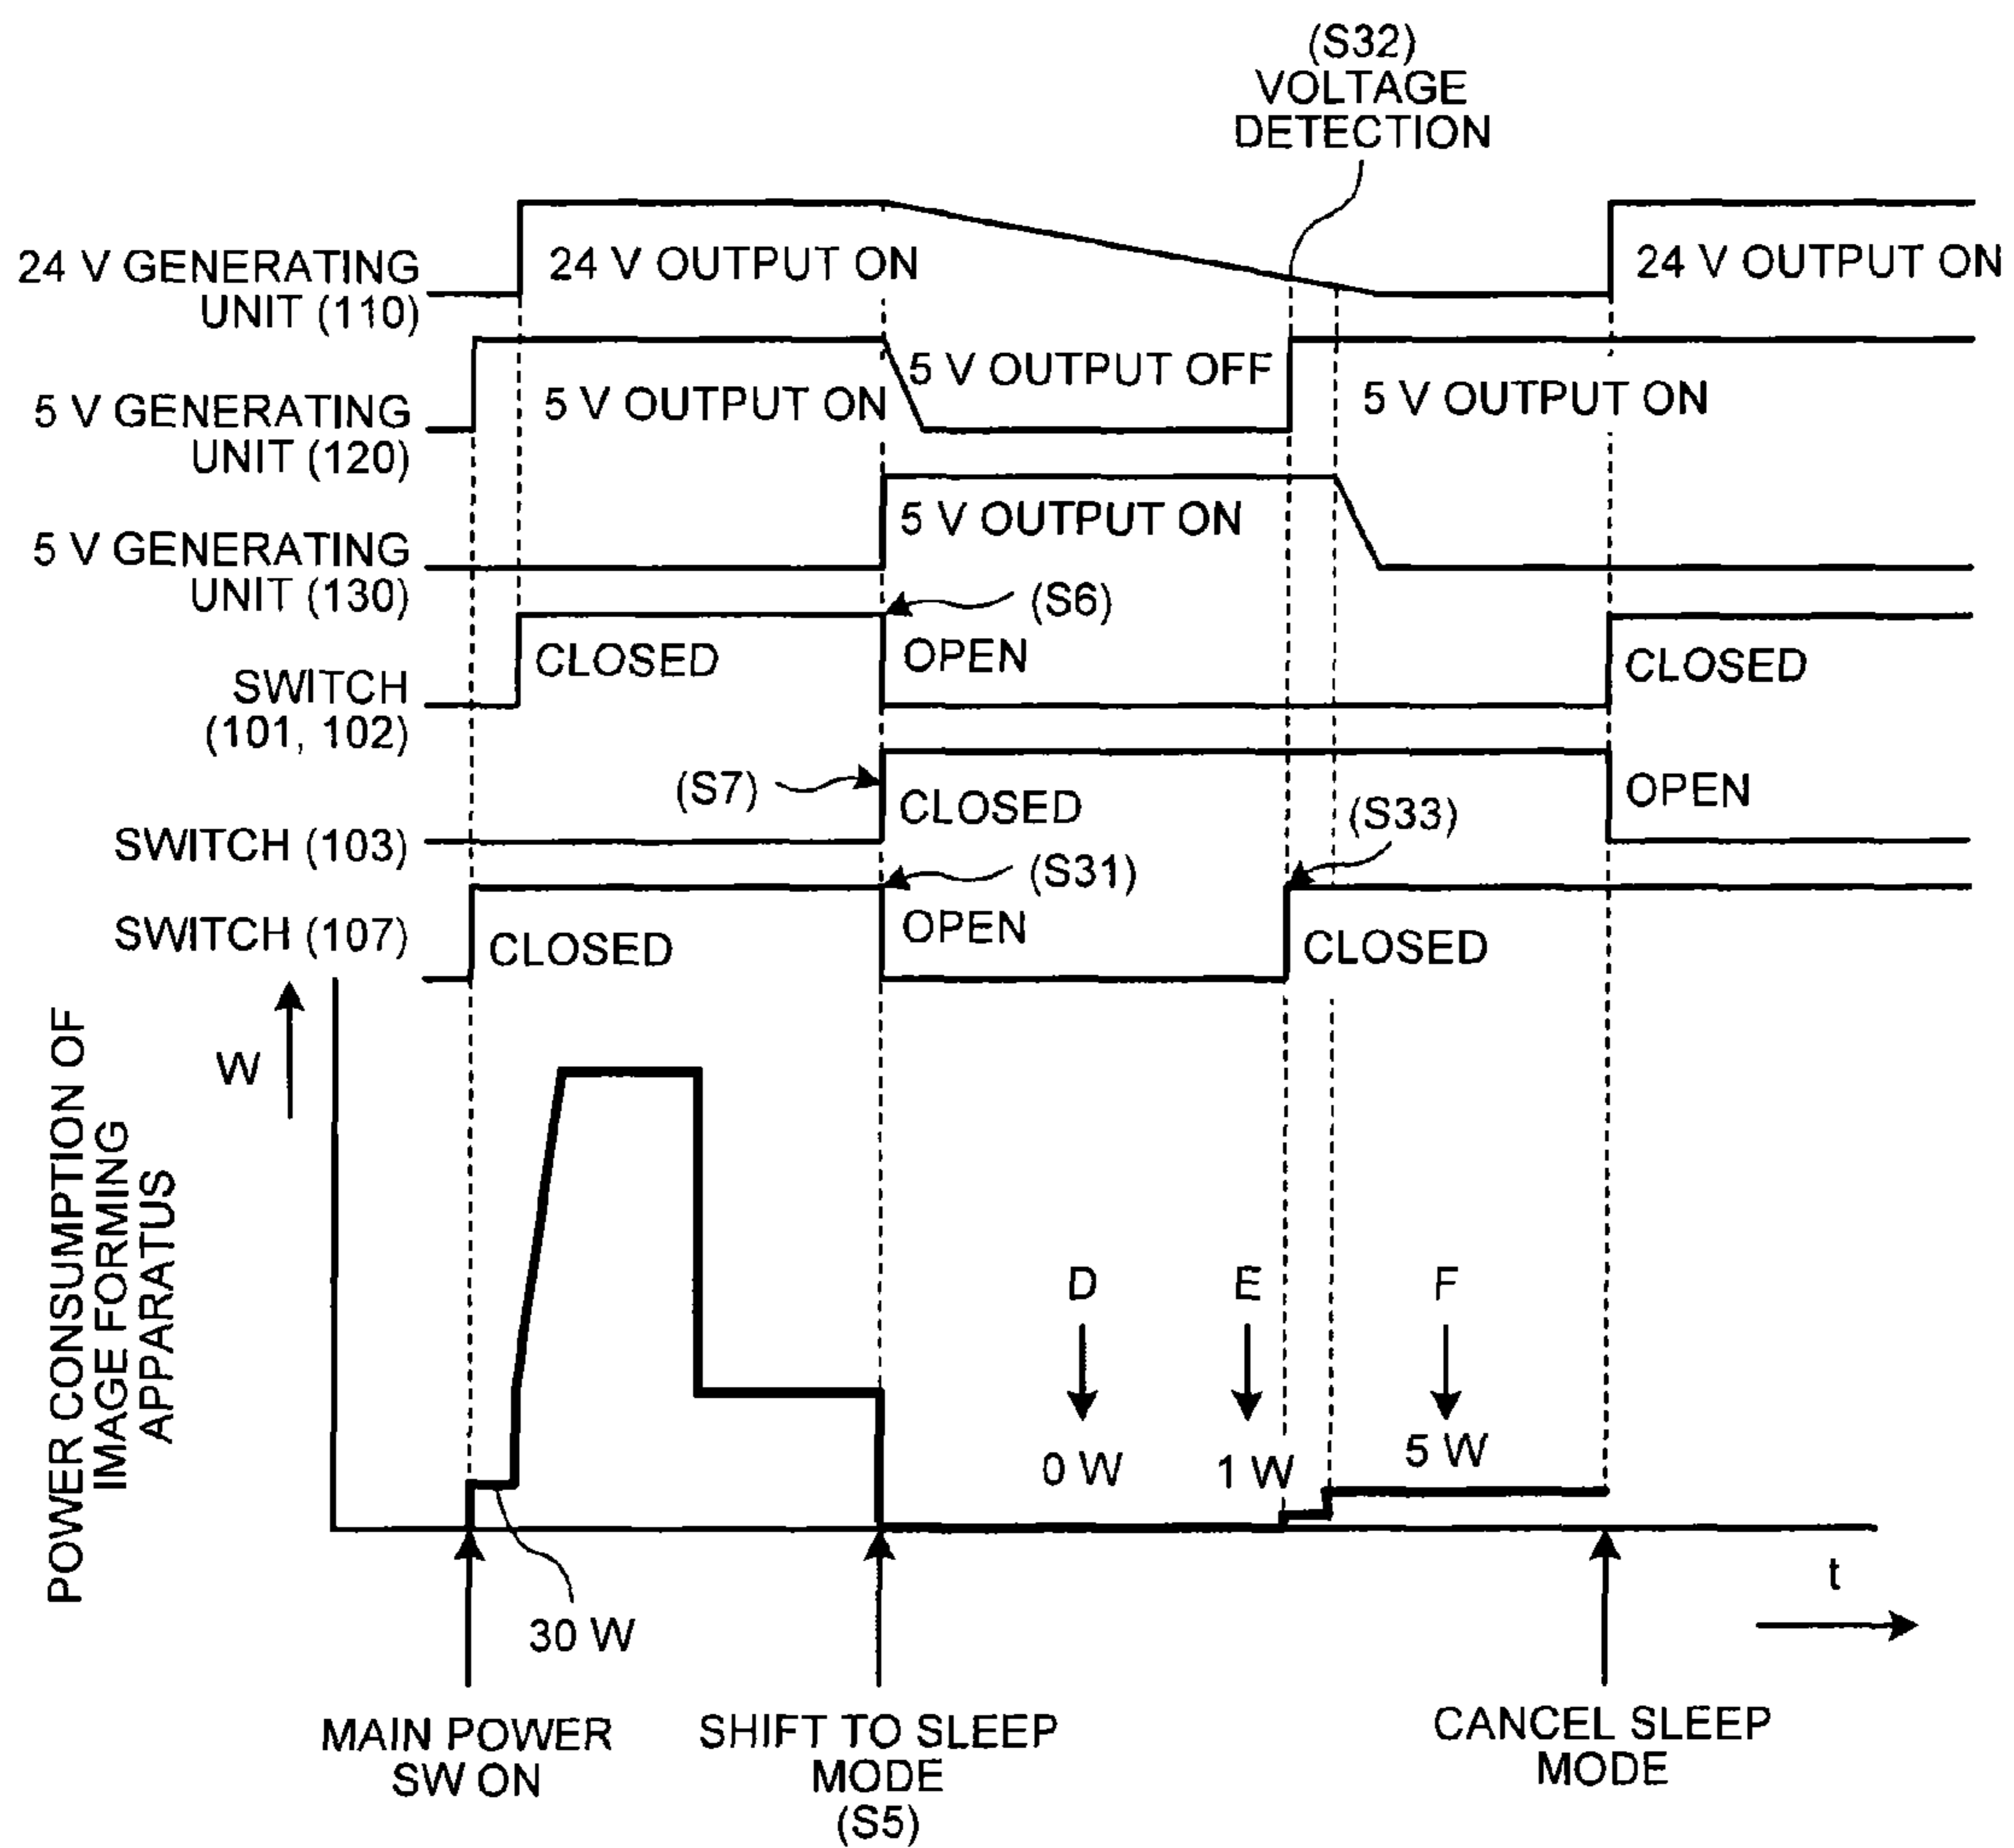 (S32)
VOLTAGE
DETECTION
24 V GENERATING
UNIT (110)
24 V OUTPUT ON
24 V OUTPUT ON
5 V GENERATING
UNIT (120)
5 V OUTPUT ON
5 V OUTPUT OFF
5 V OUTPUT ON
5 V GENERATING
UNIT (130)
5 V OUTPUT ON
SWITCH
(101, 102)
CLOSED
(S6)
OPEN
CLOSED
SWITCH (103)
(S7)
CLOSED
OPEN
SWITCH (107)
CLOSED
(S31)
OPEN
(S33)
CLOSED
POWER CONSUMPTION OF
IMAGE FORMING
APPARATUS
W
D
0 W
E
1 W
F
5 W
30 W
t
MAIN POWER
SW ON
SHIFT TO SLEEP
MODE
(S5)
CANCEL SLEEP
MODE